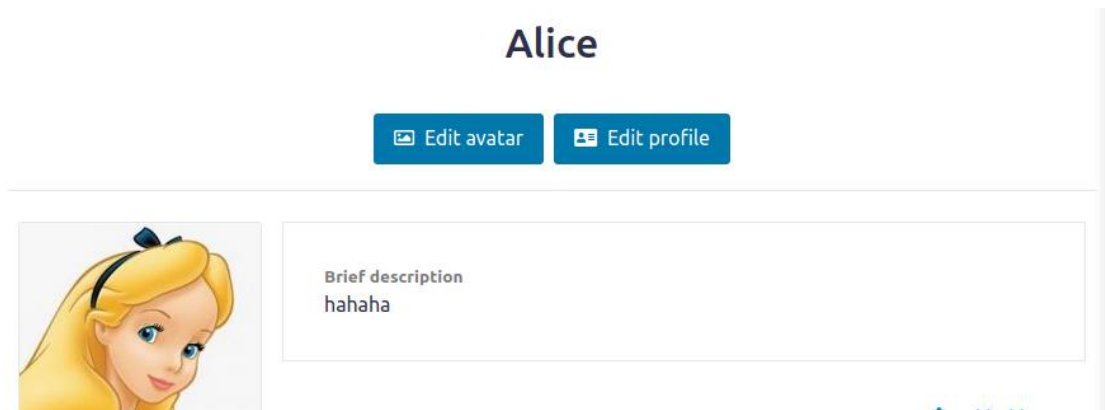 Alice
Edit avatar
Edit profile
Brief description
hahaha